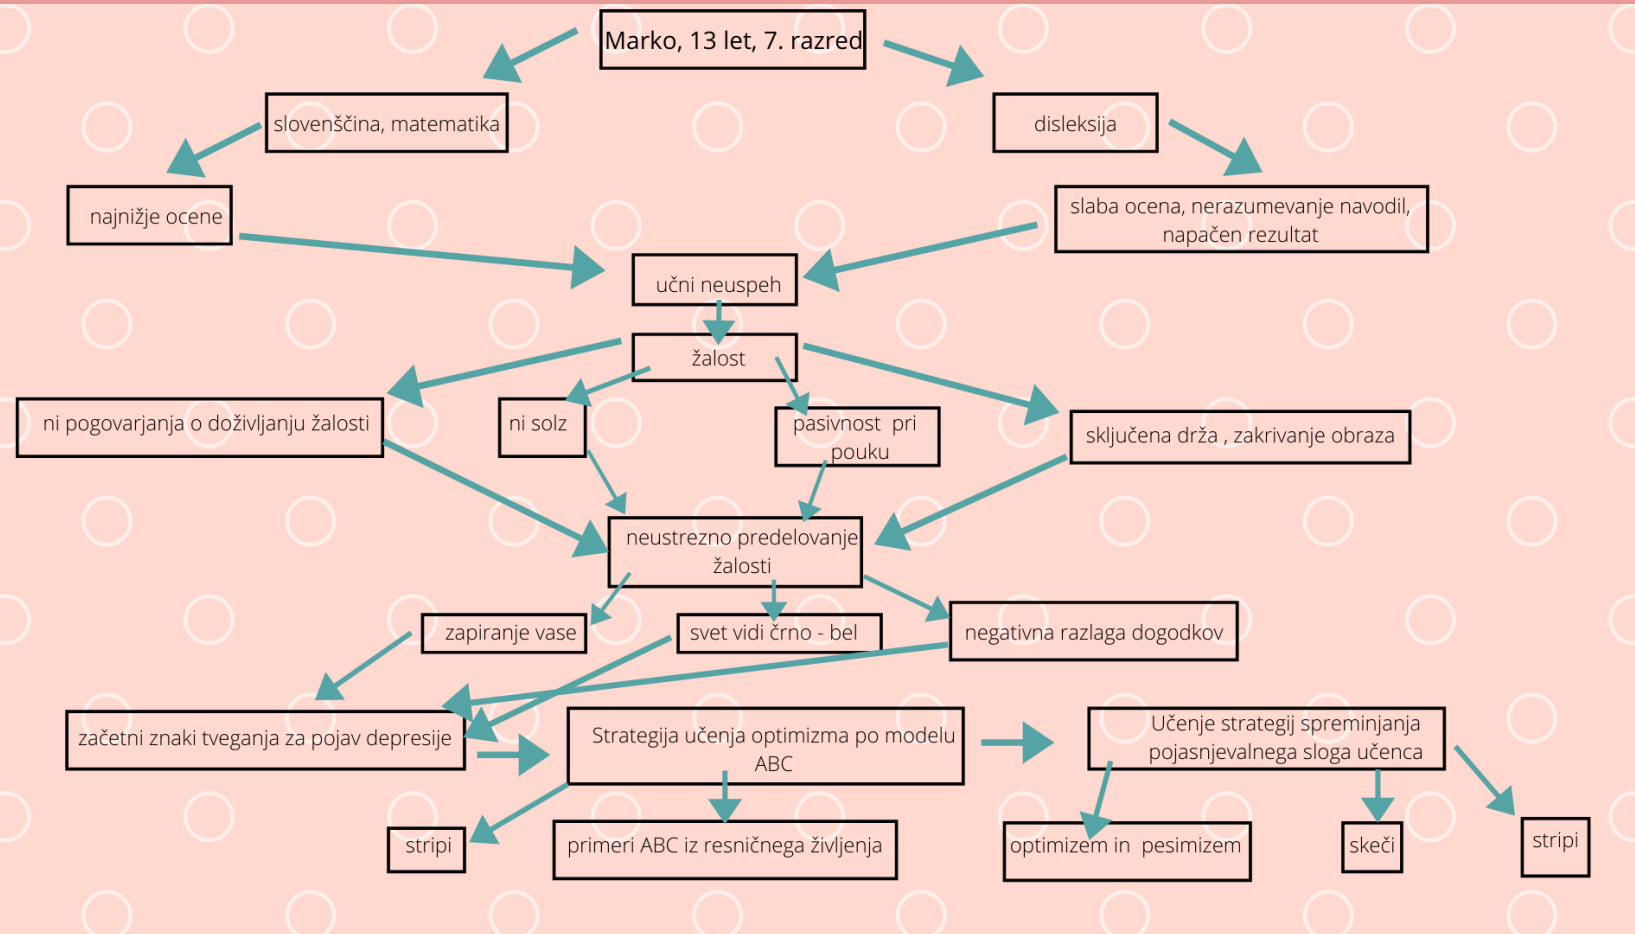 Marko, 13 let, 7. razred
slovenščina, matematika
disleksija
najnižje ocene
slaba ocena, nerazumevanje navodil,
napačen rezultat
učni neuspeh
žalost
ni pogovarjanja o doživljanju žalosti
ni solz
pasivnost pri
pouku
sključena drža , zakrivanje obraza
neustrezno predelovanje
žalosti
zapiranje vase
svet vidi črno - bel
negativna razlaga dogodkov
začetni znaki tveganja za pojav depresije
Strategija učenja optimizma po modelu
ABC
Učenje strategij spreminjanja
pojasnjevalnega sloga učenca
stripi
primeri ABC iz resničnega življenja
optimizem in pesimizem
skeči
stripi